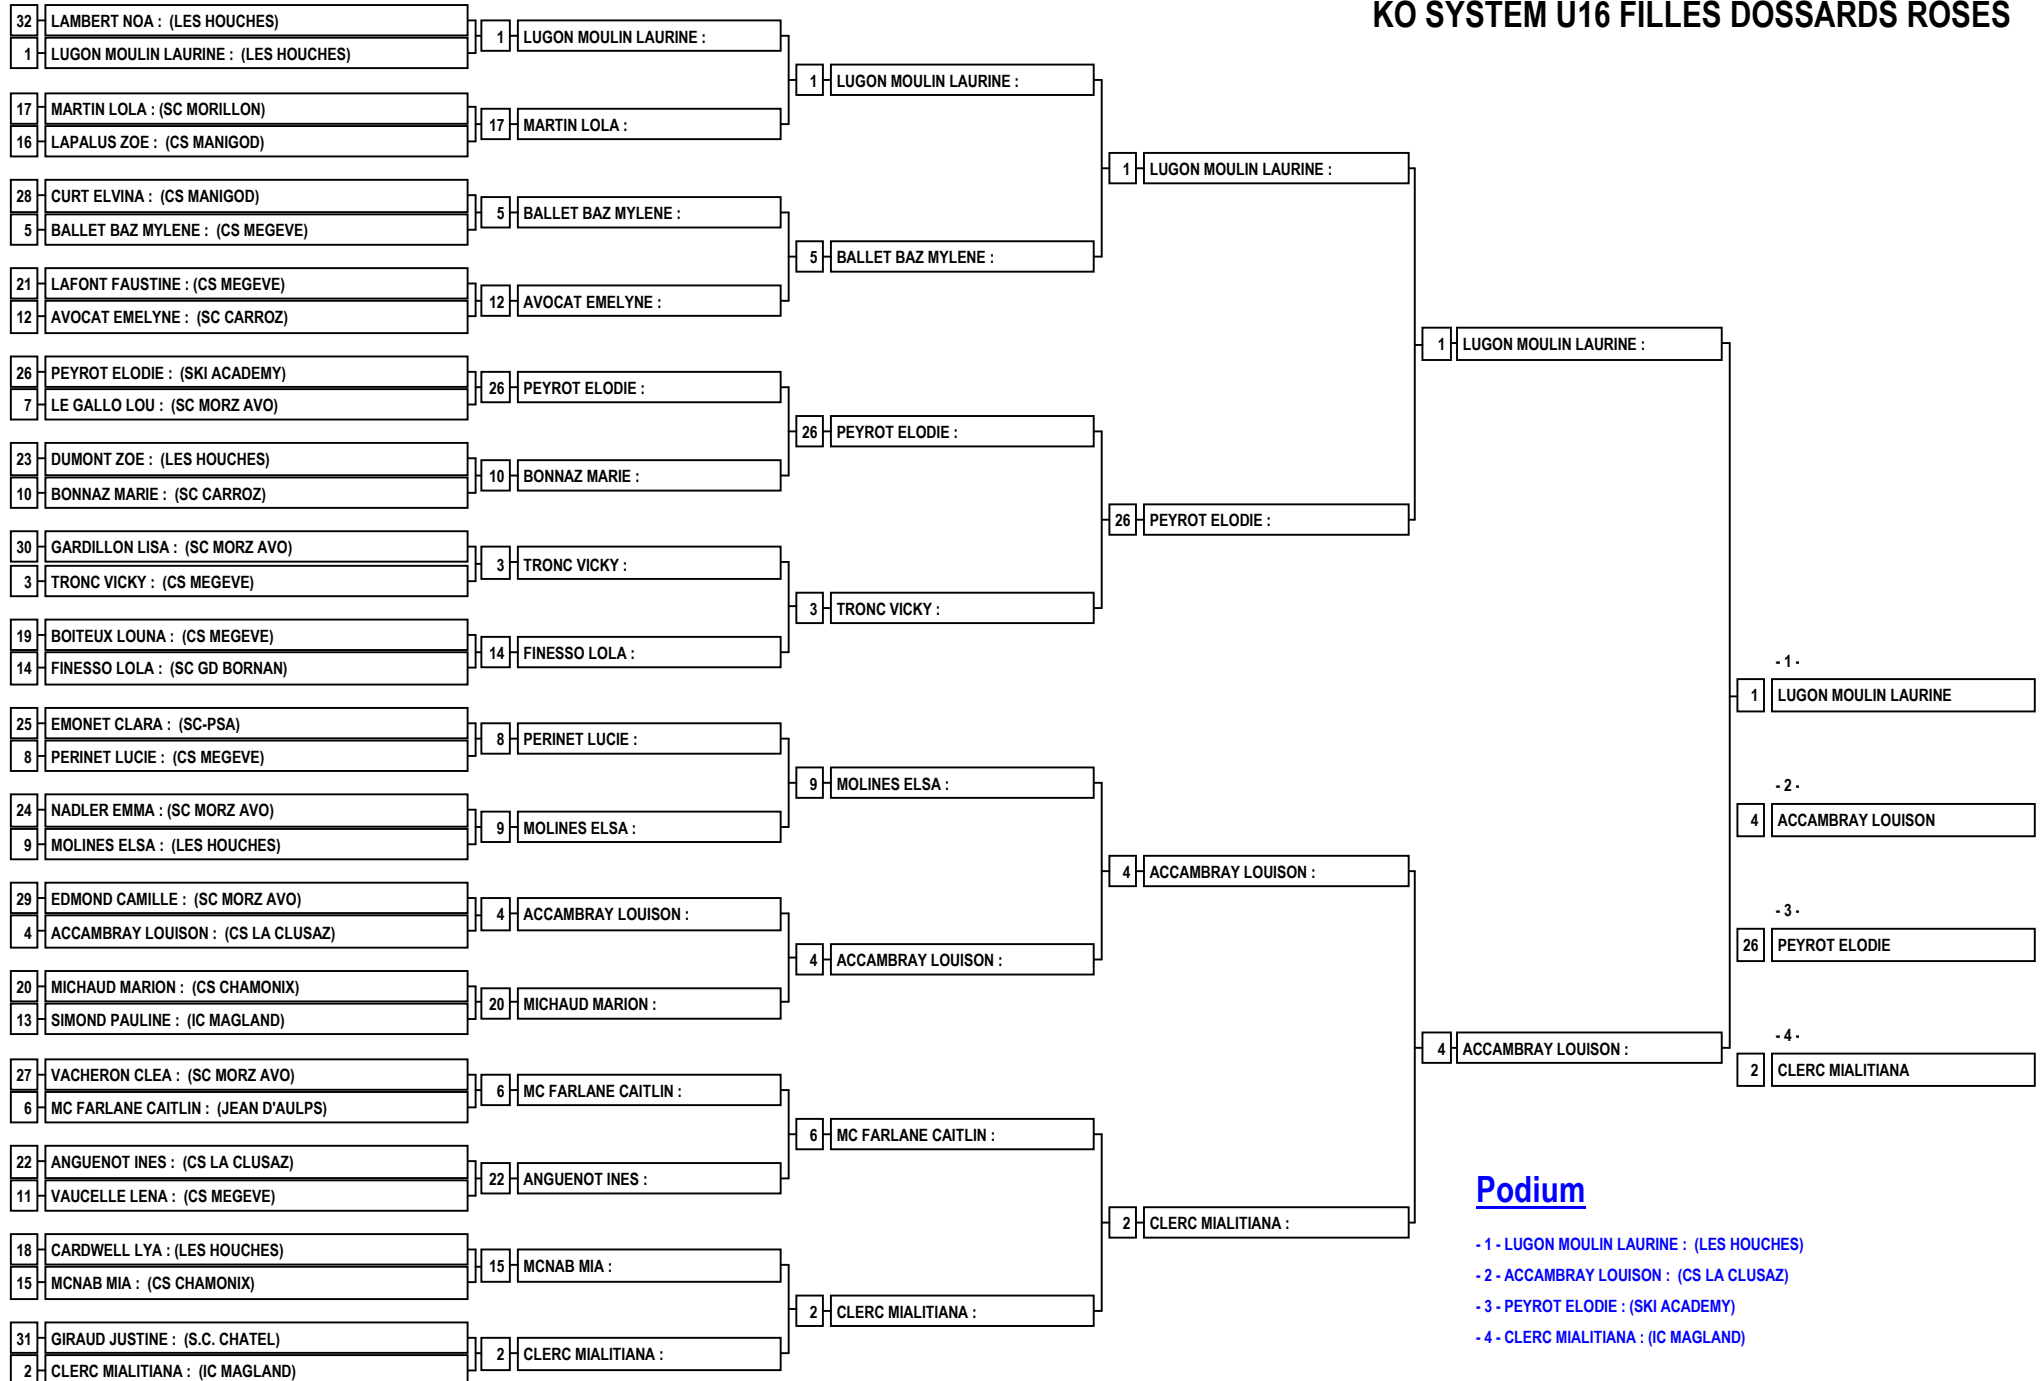 KO SYSTEM U16 FILLES DOSSARDS ROSES
32 LAMBERT NOA : (LES HOUCHES)
1 LUGON MOULIN LAURINE : (LES HOUCHES)
17 MARTIN LOLA : (SC MORILLON)
16 LAPALUS ZOE : (CS MANIGOD)
28 CURT ELVINA : (CS MANIGOD)
5 BALLET BAZ MYLENE : (CS MEGEVE)
21 LAFONT FAUSTINE : (CS MEGEVE)
12 AVOCAT EMELYNE : (SC CARROZ)
26 PEYROT ELODIE : (SKI ACADEMY)
7 LE GALLO LOU : (SC MORZ AVO)
23 DUMONT ZOE : (LES HOUCHES)
10 BONNAZ MARIE : (SC CARROZ)
30 GARDILLON LISA : (SC MORZ AVO)
3 TRONC VICKY : (CS MEGEVE)
19 BOITEUX LOUNA : (CS MEGEVE)
14 FINESSO LOLA : (SC GD BORNAN)
25 EMONET CLARA : (SC-PSA)
8 PERINET LUCIE : (CS MEGEVE)
24 NADLER EMMA : (SC MORZ AVO)
9 MOLINES ELSA : (LES HOUCHES)
29 EDMOND CAMILLE : (SC MORZ AVO)
4 ACCAMBRAY LOUISON : (CS LA CLUSAZ)
20 MICHAUD MARION : (CS CHAMONIX)
13 SIMOND PAULINE : (IC MAGLAND)
27 VACHERON CLEA : (SC MORZ AVO)
6 MC FARLANE CAITLIN : (JEAN D'AULPS)
22 ANGUENOT INES : (CS LA CLUSAZ)
11 VAUCELLE LENA : (CS MEGEVE)
18 CARDWELL LYA : (LES HOUCHES)
15 MCNAB MIA : (CS CHAMONIX)
31 GIRAUD JUSTINE : (S.C. CHATEL)
2 CLERC MIALITIANA : (IC MAGLAND)
1 LUGON MOULIN LAURINE :
17 MARTIN LOLA :
5 BALLET BAZ MYLENE :
12 AVOCAT EMELYNE :
26 PEYROT ELODIE :
10 BONNAZ MARIE :
3 TRONC VICKY :
14 FINESSO LOLA :
8 PERINET LUCIE :
9 MOLINES ELSA :
4 ACCAMBRAY LOUISON :
20 MICHAUD MARION :
6 MC FARLANE CAITLIN :
22 ANGUENOT INES :
15 MCNAB MIA :
2 CLERC MIALITIANA :
1 LUGON MOULIN LAURINE :
5 BALLET BAZ MYLENE :
26 PEYROT ELODIE :
3 TRONC VICKY :
9 MOLINES ELSA :
4 ACCAMBRAY LOUISON :
6 MC FARLANE CAITLIN :
2 CLERC MIALITIANA :
1 LUGON MOULIN LAURINE :
26 PEYROT ELODIE :
4 ACCAMBRAY LOUISON :
2 CLERC MIALITIANA :
1 LUGON MOULIN LAURINE :
4 ACCAMBRAY LOUISON :
- 1 -
1 LUGON MOULIN LAURINE
- 2 -
4 ACCAMBRAY LOUISON
- 3 -
26 PEYROT ELODIE
- 4 -
2 CLERC MIALITIANA
Podium
- 1 - LUGON MOULIN LAURINE : (LES HOUCHES)
- 2 - ACCAMBRAY LOUISON : (CS LA CLUSAZ)
- 3 - PEYROT ELODIE : (SKI ACADEMY)
- 4 - CLERC MIALITIANA : (IC MAGLAND)